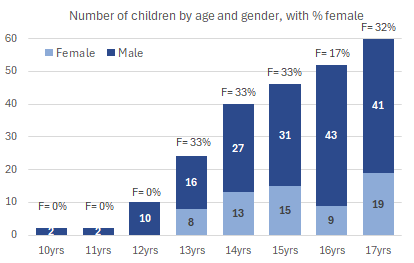 Number of children by age and gender, with % female
Female Male
60
50
40
30
20
10
0
F= 0%
F= 0%
F= 0%
F= 33%
F= 33%
F= 33%
F= 17%
F= 32%
2
2
10
16
8
27
13
31
15
43
9
41
19
10yrs 11yrs 12yrs 13yrs 14yrs 15yrs 16yrs 17yrs